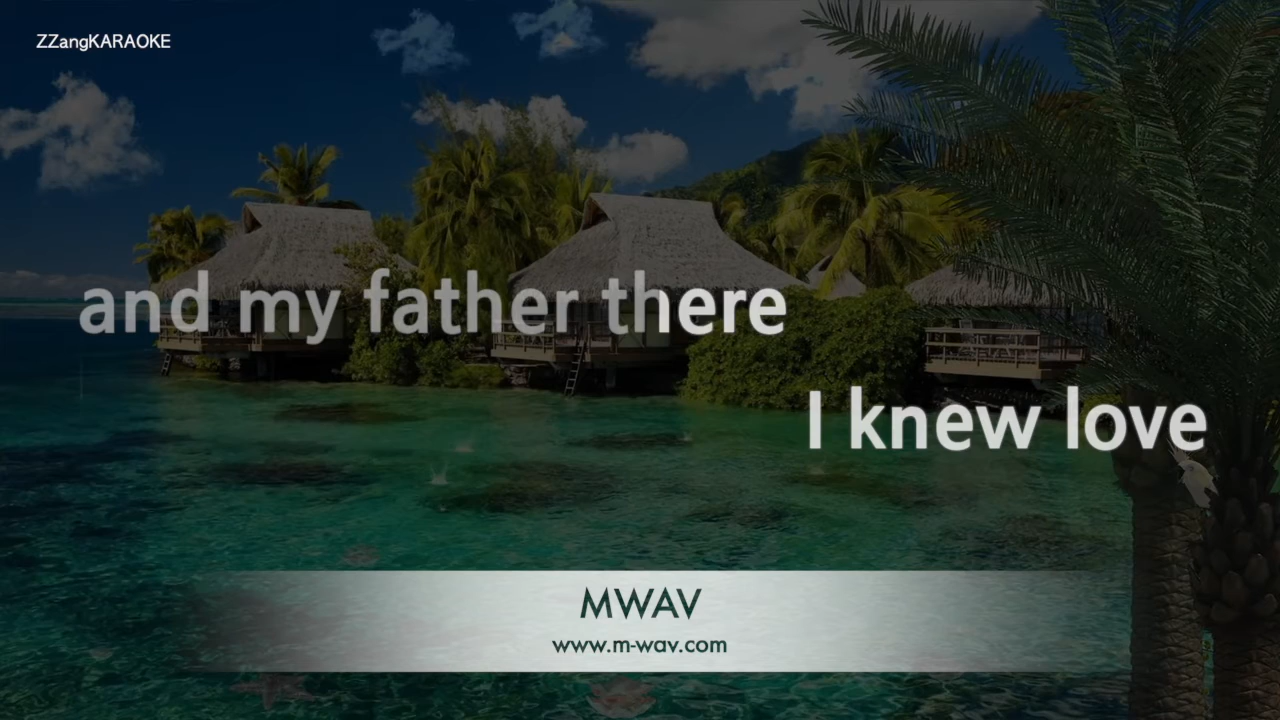 ZZangKARAOKE
and my father there
I knew love
MWAV
www.m-wav.com